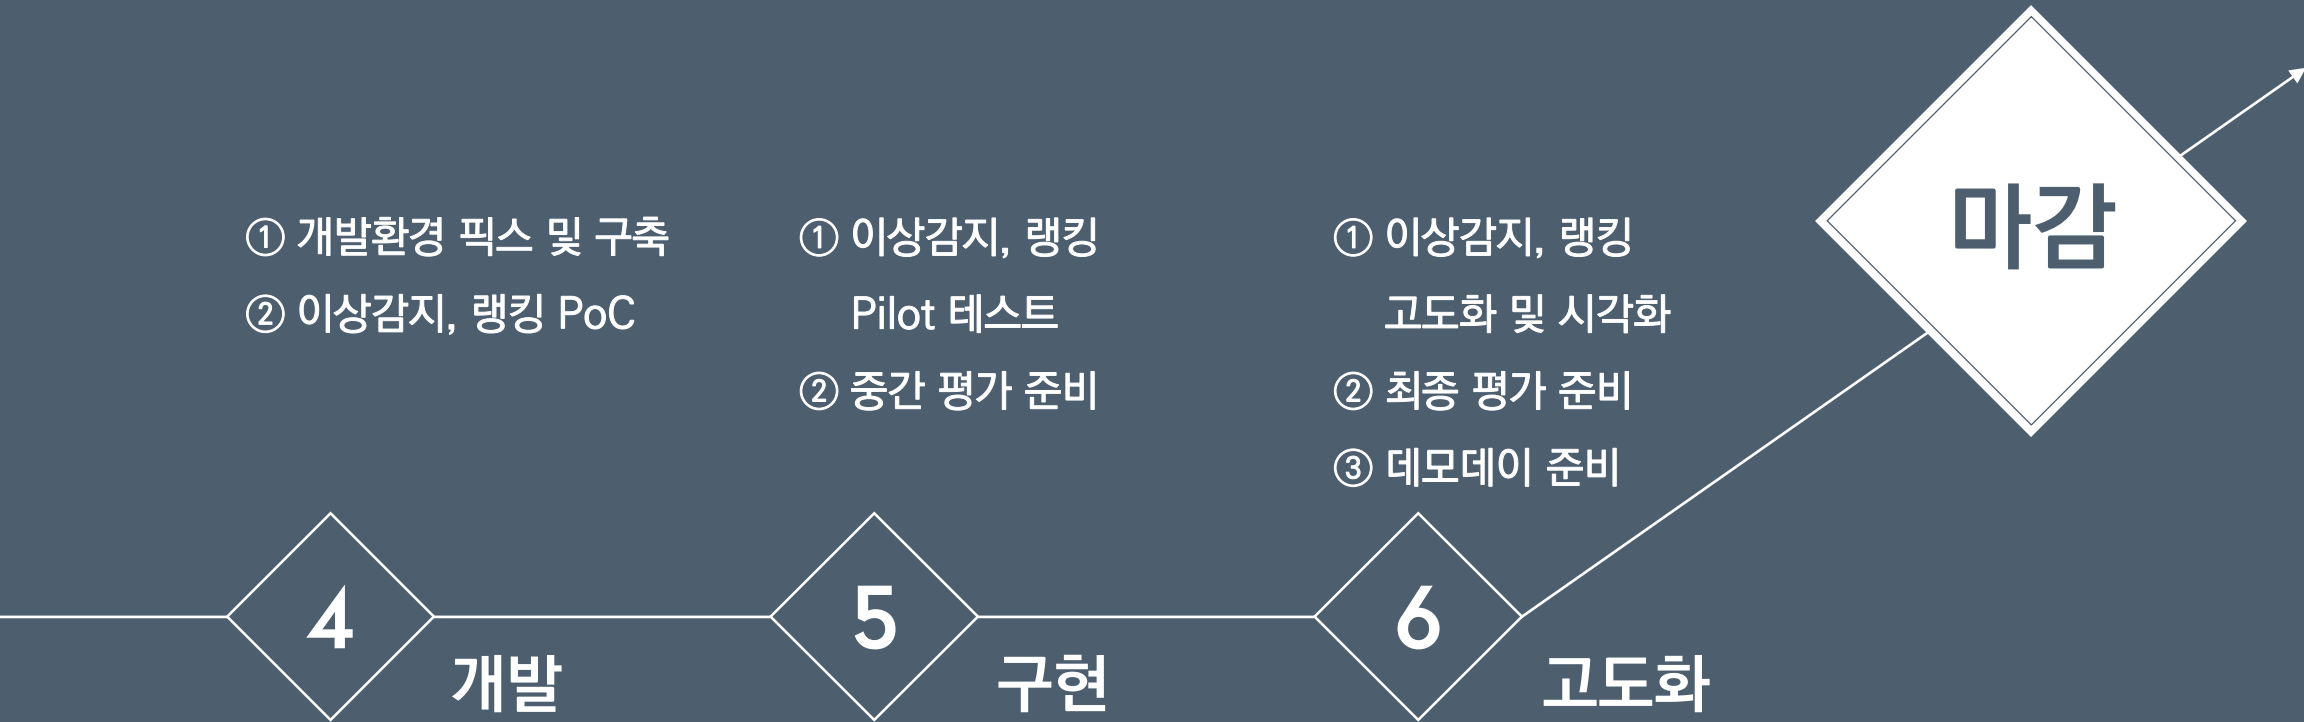 ① 개발환경 픽스 및 구축
② 이상감지, 랭킹 PoC
4
개발
① 이상감지, 랭킹
Pilot 테스트
② 중간 평가 준비
5
구현
① 이상감지, 랭킹
고도화 및 시각화
② 최종 평가 준비
③ 데모데이 준비
6
고도화
마감